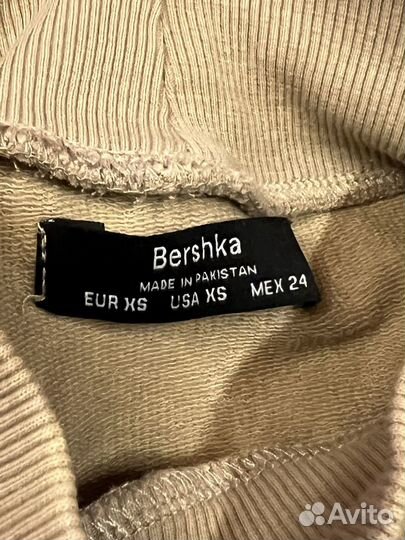 Bershka
MADE IN PAKISTAN
EUR XS USA XS MEX 24
Avito